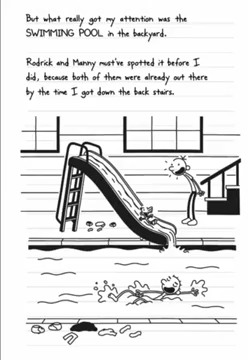 But what really got my attention was the
SWIMMING POOL in the backyard.
Rodrick and Manny must've spotted it before I
did, because both of them were already out there
by the time I got down the back stairs.